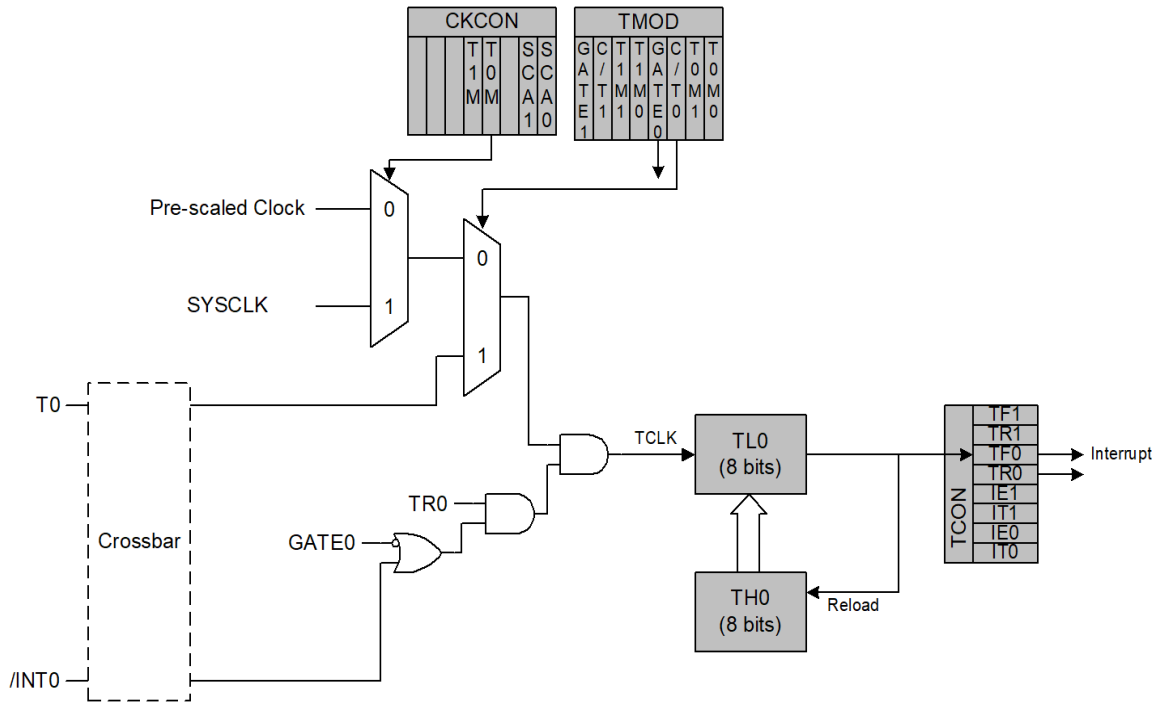 CKCON
T1M
T0M
SCA1
SCA0
TMOD
GATE1
C/T1
T1M1
T1M0
GATE0
C/T0
T0M1
T0M0
Pre-scaled Clock
0
SYSCLK
1
0
1
T0
Crossbar
/INT0
TR0
GATE0
TCLK
TL0
(8 bits)
TH0
(8 bits)
Reload
TCON
TF1
TR1
TF0
TR0
IE1
IT1
IE0
IT0
Interrupt